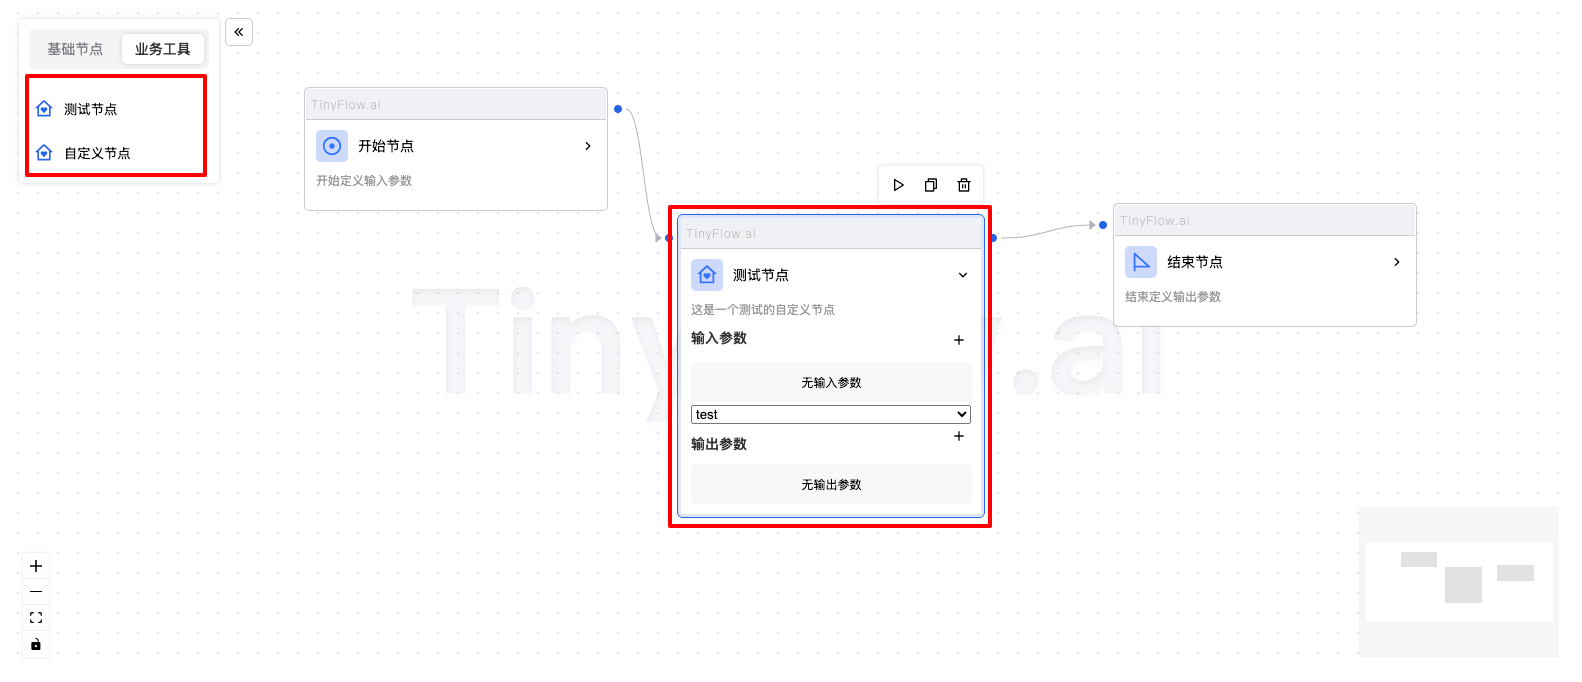 基础节点 业务工具
测试节点
自定义节点
TinyFlow.ai
开始节点
开始定义输入参数
TinyFlow.ai
测试节点
这是一个测试的自定义节点
输入参数
无输入参数
test
输出参数
无输出参数
TinyFlow.ai
结束节点
结束定义输出参数
Tiny
.ai